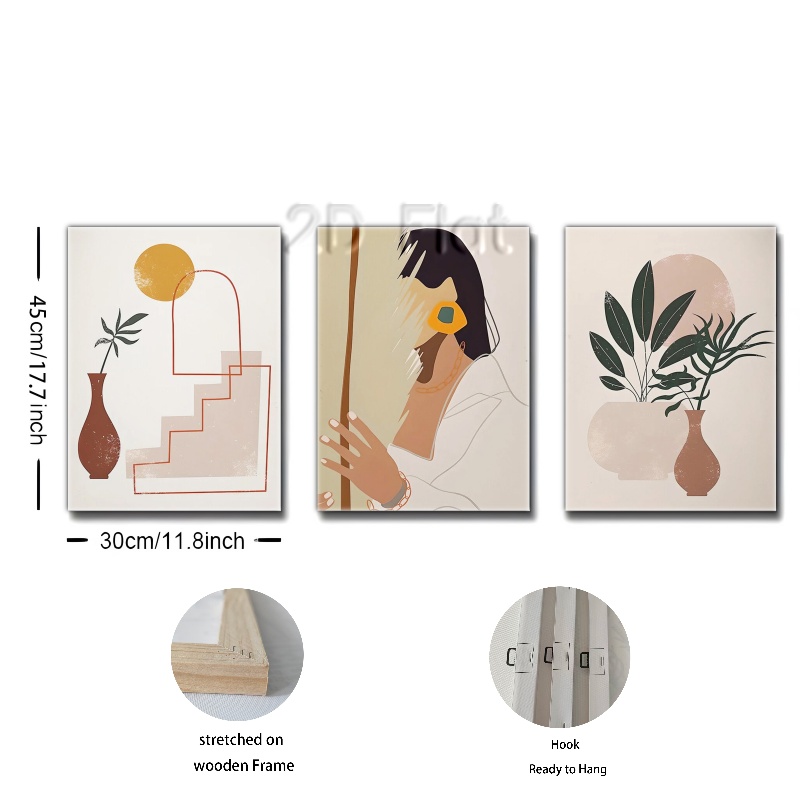 2D Flat
45cm/17.7inch
30cm/11.8inch
stretched on
wooden Frame
Hook
Ready to Hang